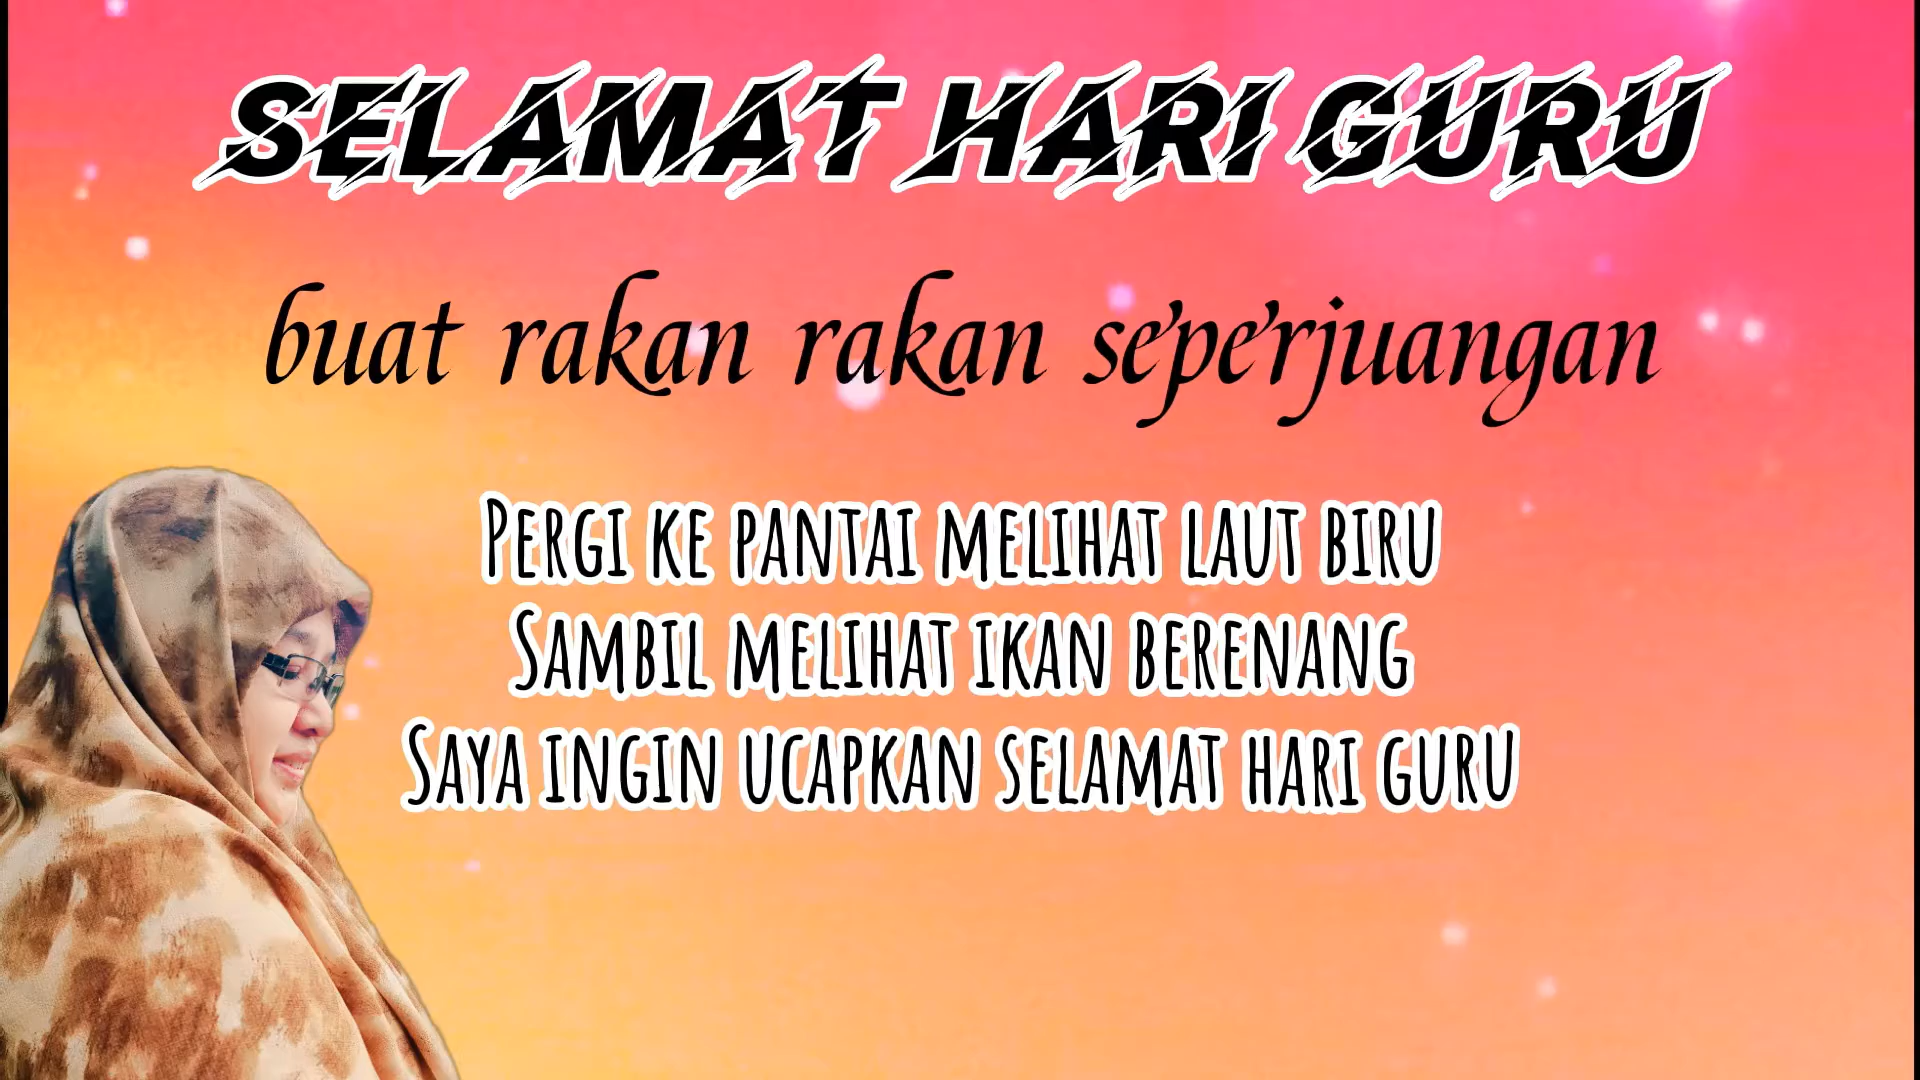 SELAMAT HARI GURU
buat rakan rakan seperjuangan
PERGI KE PANTAI MELIHAT LAUT BIRU
SAMBIL MELIHAT IKAN BERENANG
SAYA INGIN UCAPKAN SELAMAT HARI GURU